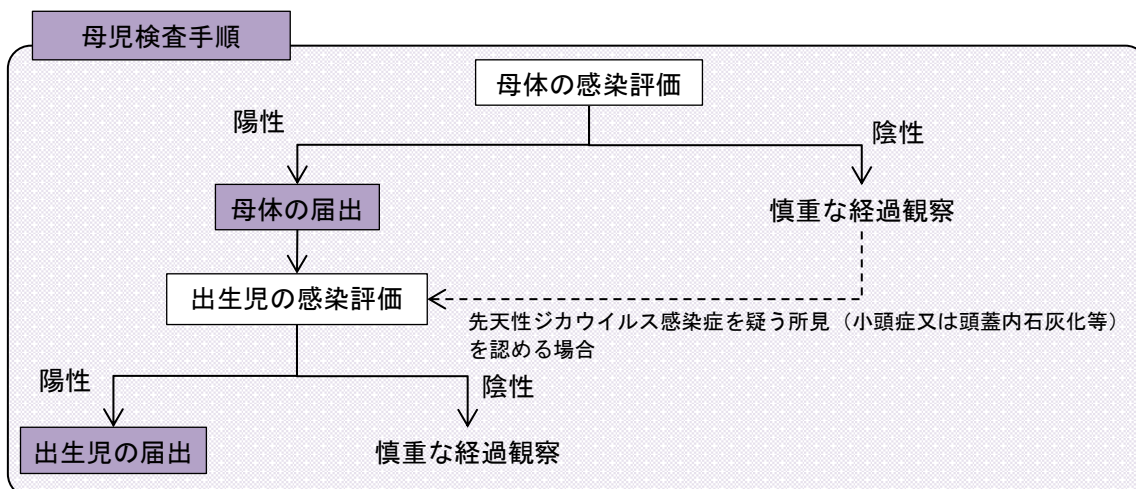 母児検査手順
母体の感染評価
陽性
陰性
母体の届出
慎重な経過観察
出生児の感染評価
先天性ジカウイルス感染症を疑う所見（小頭症又は頭蓋内石灰化等）
を認める場合
陽性
陰性
出生児の届出
慎重な経過観察